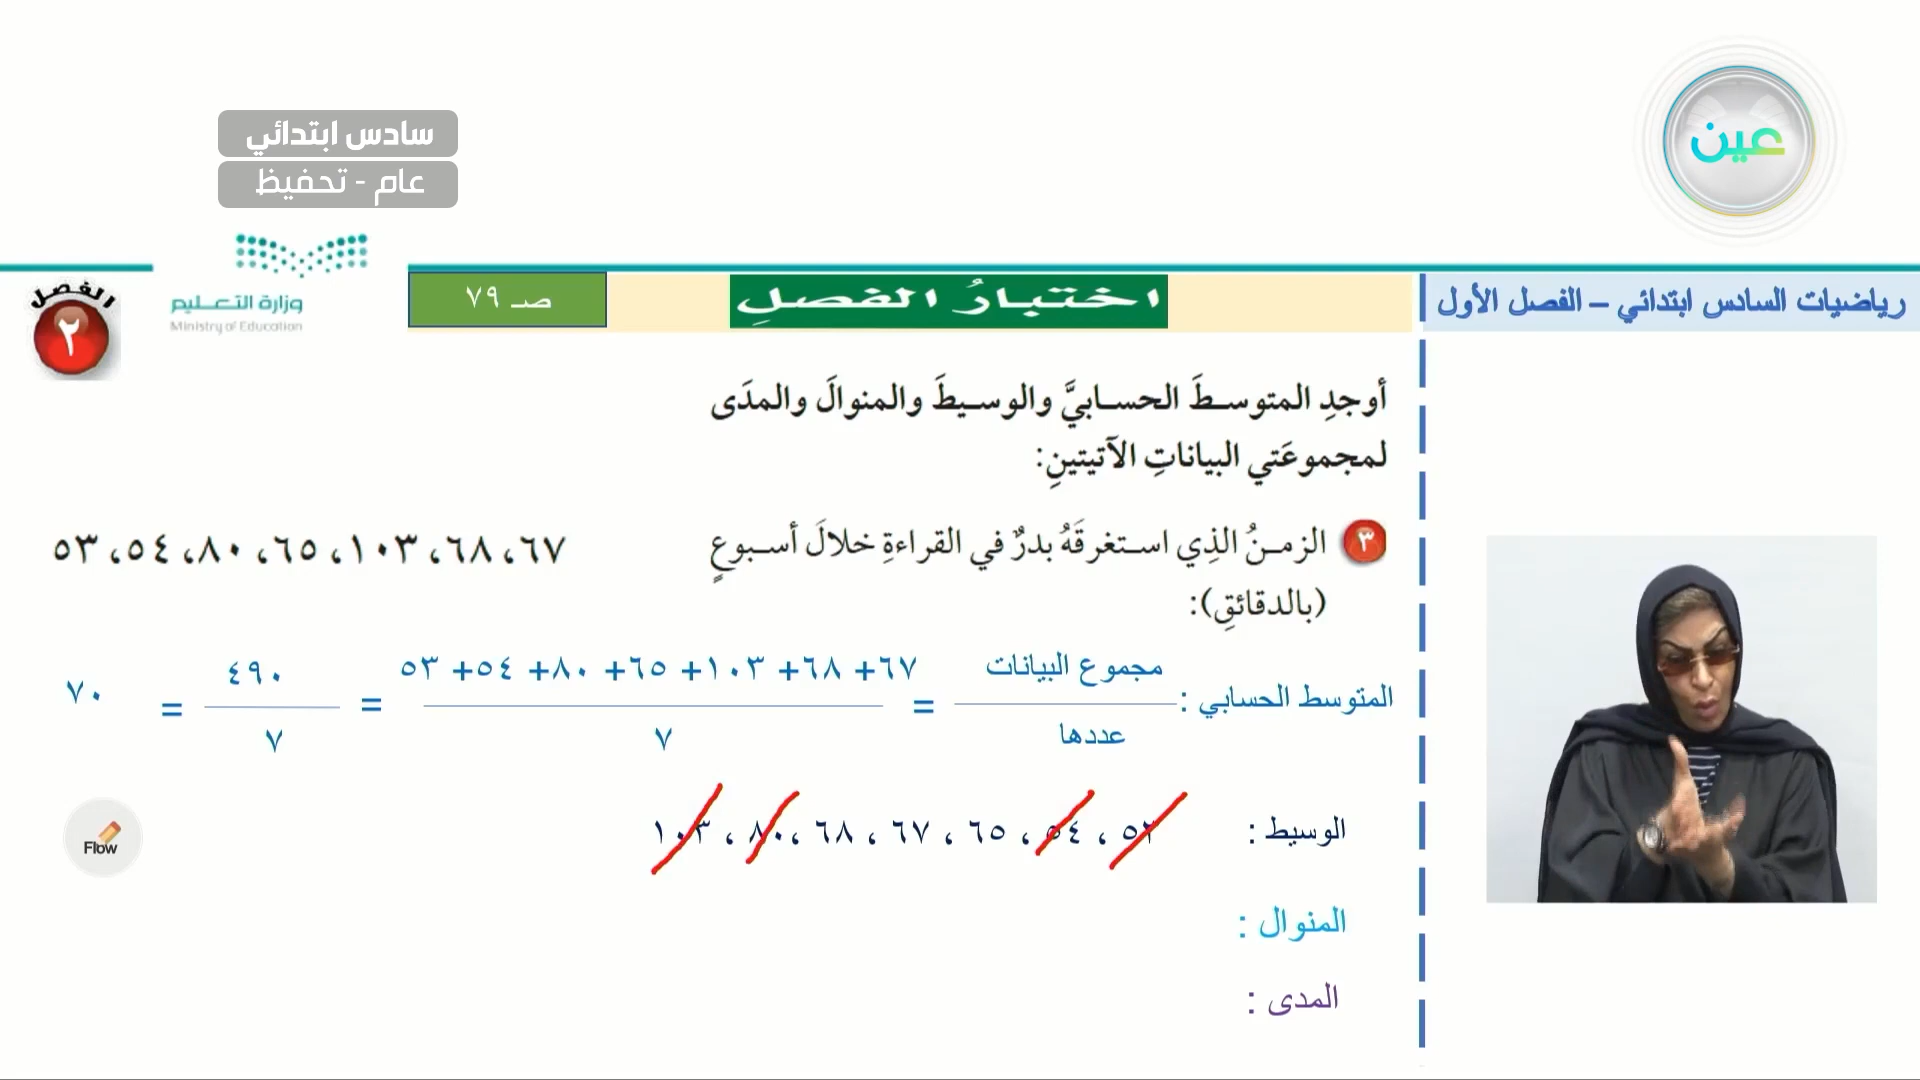 سادس ابتدائي
عام - تحفيظ
عين
وزارة التعليم
Ministry of Education
الفصل
٢
صـ ٧٩
اختبارُ الفصلِ
رياضيات السادس ابتدائي – الفصل الأول
أوجدِ المتوسطَ الحسابيَّ والوسيطَ والمنوالَ والمدَى
لمجموعَتي البياناتِ الآتيتينِ:
٣ الزمنُ الذِي استغرقَهُ بدرٌ في القراءةِ خلالَ أسبوعٍ
(بالدقائقِ):
٦٧، ٦٨، ١٠٣، ٦٥، ٨٠، ٥٤، ٥٣
المتوسط الحسابي : مجموع البيانات = ٦٧+ ٦٨+ ١٠٣+ ٦٥+ ٨٠+ ٥٤+ ٥٣ = ٤٩٠ = ٧٠
عددها ٧ ٧
الوسيط : ٥٣ ، ٥٤ ، ٦٥ ، ٦٧ ، ٦٨ ، ٨٠ ، ١٠٣
المنوال :
المدى :
Flow